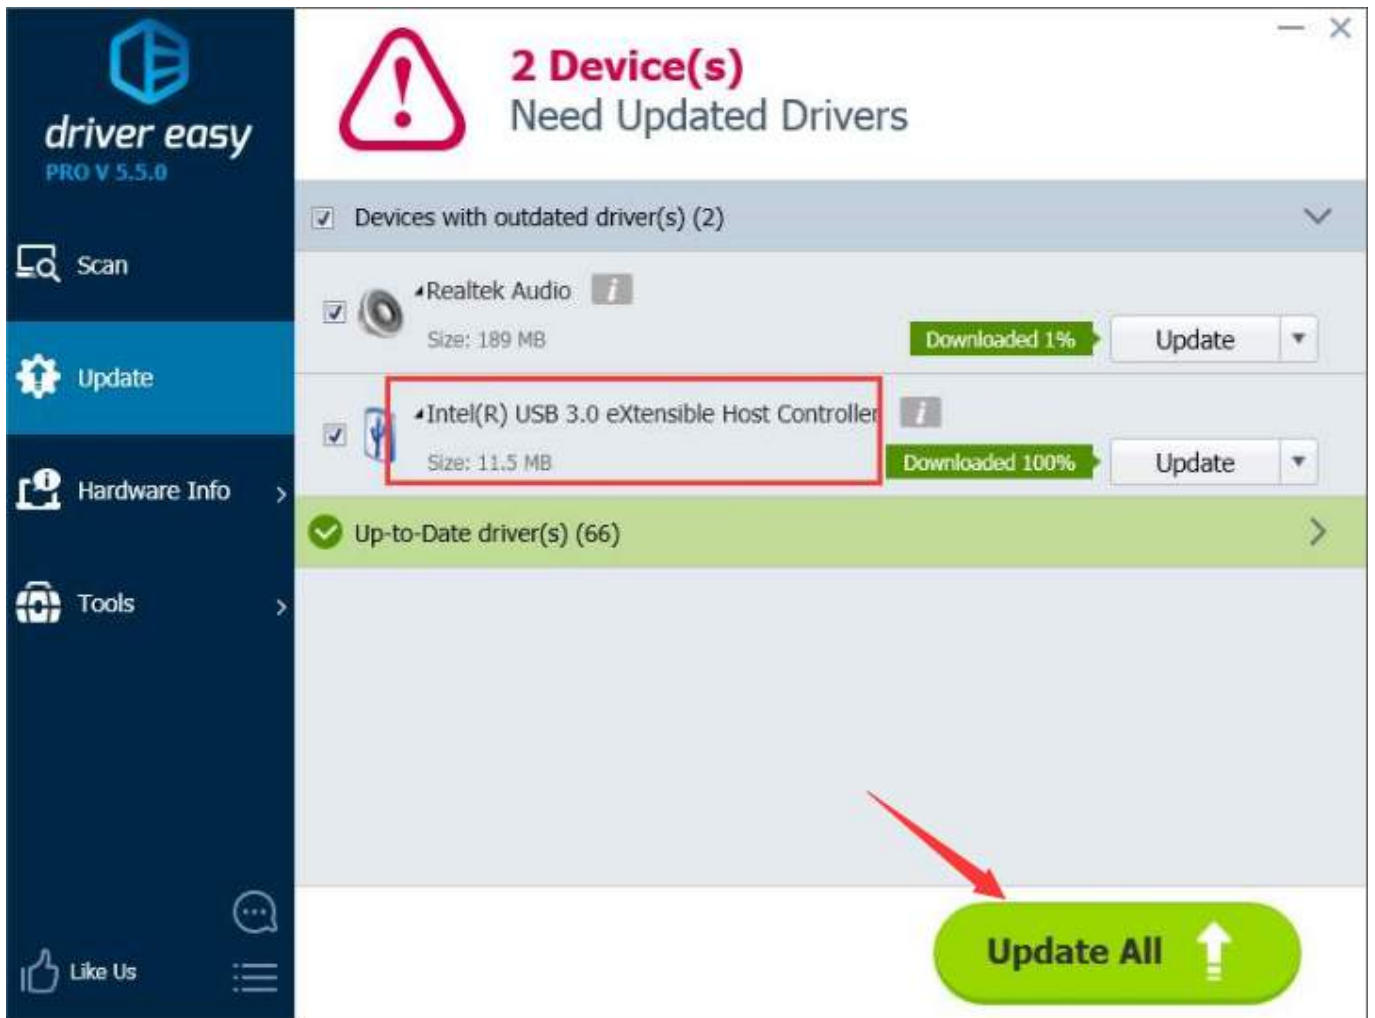 driver easy
PRO V 5.5.0
Scan
Update
Hardware Info
Tools
Like Us
2 Device(s)
Need Updated Drivers
Devices with outdated driver(s) (2)
Realtek Audio
Size: 189 MB
Downloaded 1%
Update
Intel(R) USB 3.0 eXtensible Host Controller
Size: 11.5 MB
Downloaded 100%
Update
Up-to-Date driver(s) (66)
Update All